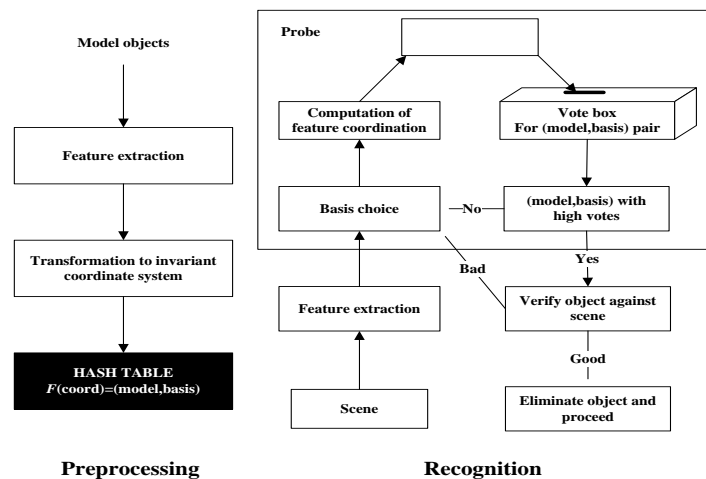 Model objects
Feature extraction
Transformation to invariant
coordinate system
HASH TABLE
F(coord)=(model,basis)
Preprocessing
Probe
Computation of
feature coordination
Vote box
For (model,basis) pair
Basis choice
No
(model,basis) with
high votes
Yes
Bad
Feature extraction
Verify object against
scene
Good
Scene
Eliminate object and
proceed
Recognition